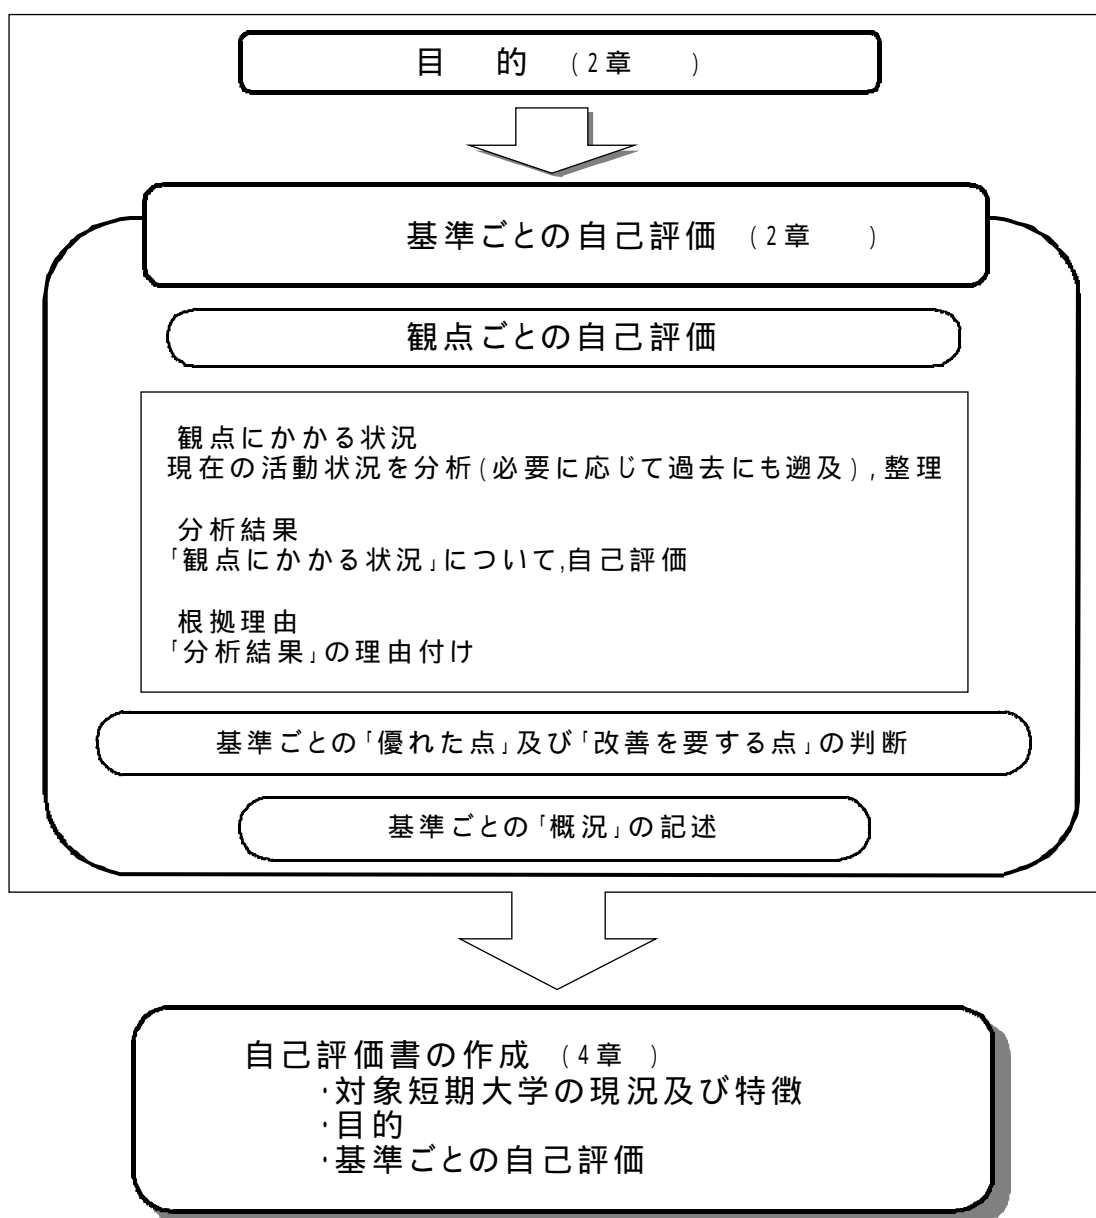 目　的 （2章　）
基準ごとの自己評価 （2章　）
観点ごとの自己評価
観点にかかる状況
現在の活動状況を分析(必要に応じて過去にも遡及),整理
分析結果
「観点にかかる状況」について,自己評価
根拠理由
「分析結果」の理由付け
基準ごとの「優れた点」及び「改善を要する点」の判断
基準ごとの「概況」の記述
自己評価書の作成 （4章　）
・対象短期大学の現況及び特徴
・目的
・基準ごとの自己評価